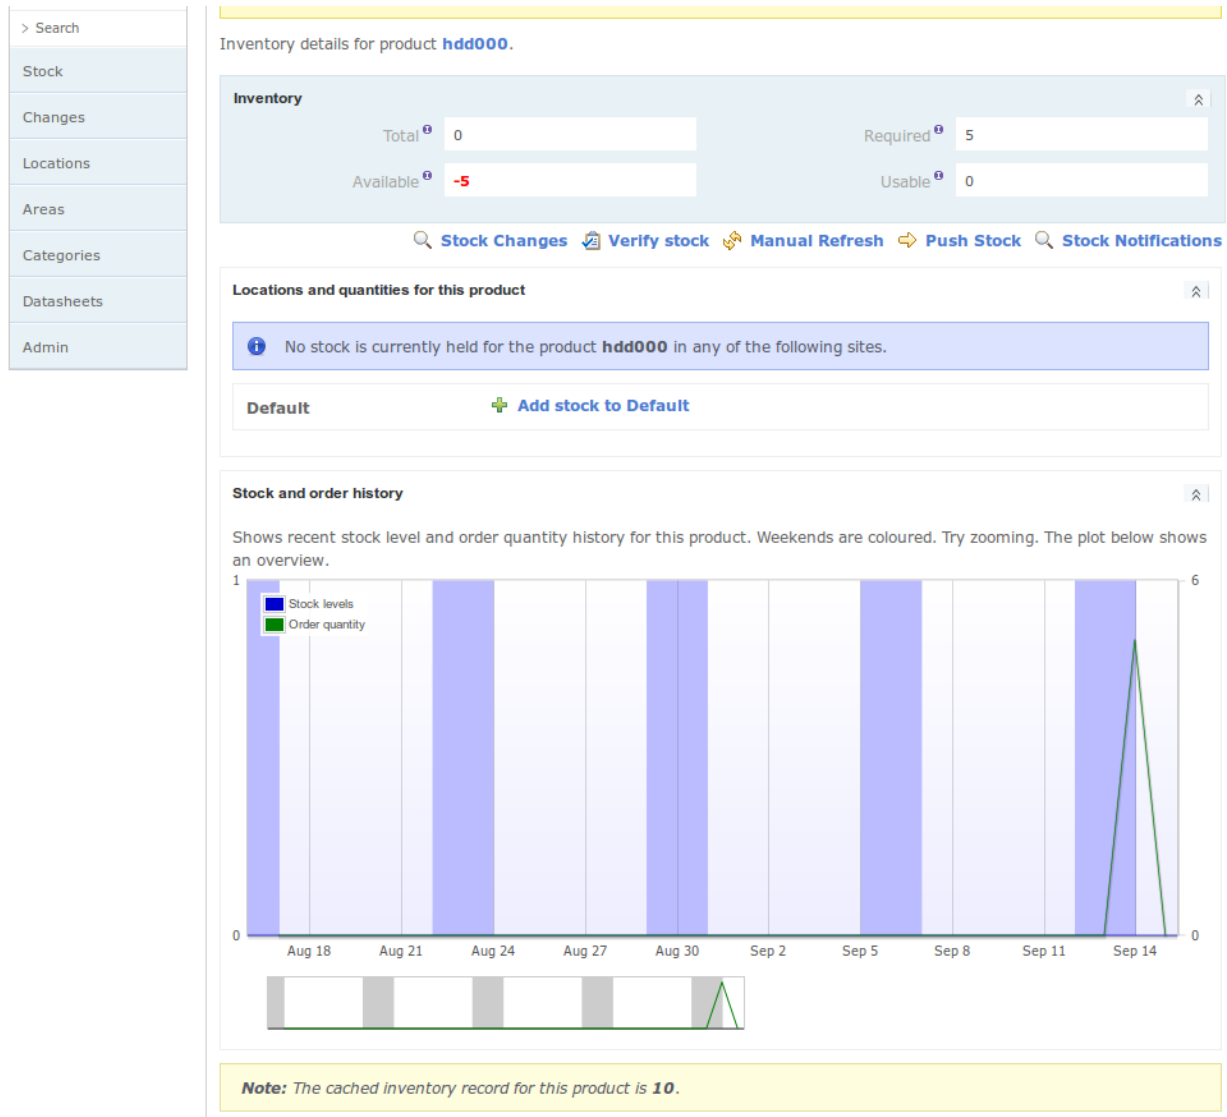 > Search
Stock
Changes
Locations
Areas
Categories
Datasheets
Admin
Inventory details for product hdd000.
Inventory
Total 0
Required 5
Available -5
Usable 0
Stock Changes Verify stock Manual Refresh Push Stock Stock Notifications
Locations and quantities for this product
No stock is currently held for the product hdd000 in any of the following sites.
Default Add stock to Default
Stock and order history
Shows recent stock level and order quantity history for this product. Weekends are coloured. Try zooming. The plot below shows
an overview.
1 6
Stock levels
Order quantity
0 0
Aug 18 Aug 21 Aug 24 Aug 27 Aug 30 Sep 2 Sep 5 Sep 8 Sep 11 Sep 14
Note: The cached inventory record for this product is 10.